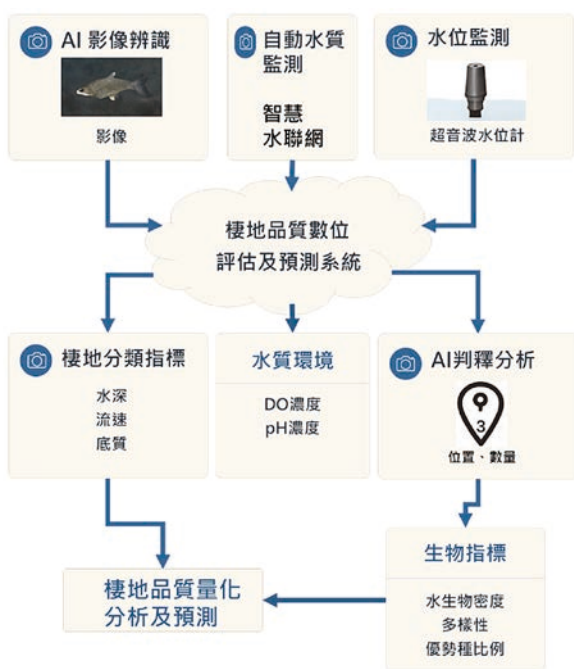 AI 影像辨識
影像
自動水質
監測
智慧
水聯網
水位監測
超音波水位計
棲地品質數位
評估及預測系統
棲地分類指標
水深
流速
底質
水質環境
DO濃度
pH濃度
AI判釋分析
3
位置、數量
生物指標
水生物密度
多樣性
優勢種比例
棲地品質量化
分析及預測